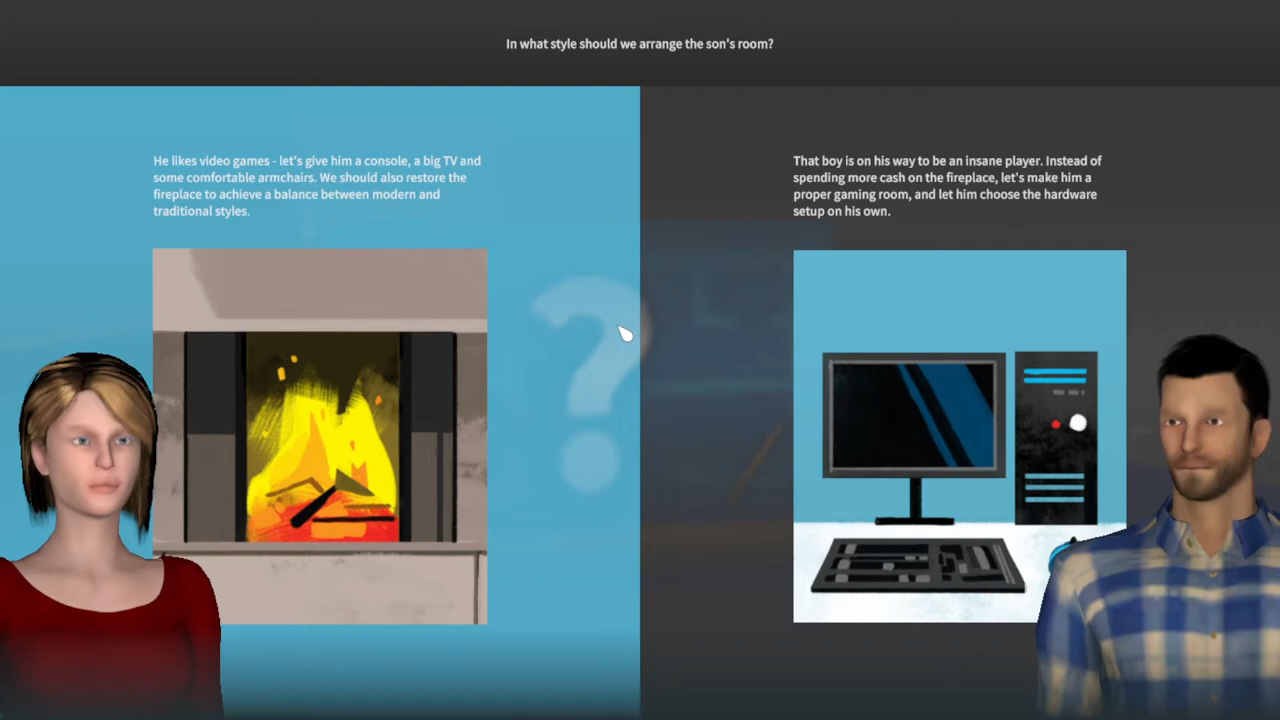 In what style should we arrange the son's room?
He likes video games - let's give him a console, a big TV and
some comfortable armchairs. We should also restore the
fireplace to achieve a balance between modern and
traditional styles.
That boy is on his way to be an insane player. Instead of
spending more cash on the fireplace, let's make him a
proper gaming room, and let him choose the hardware
setup on his own.
?